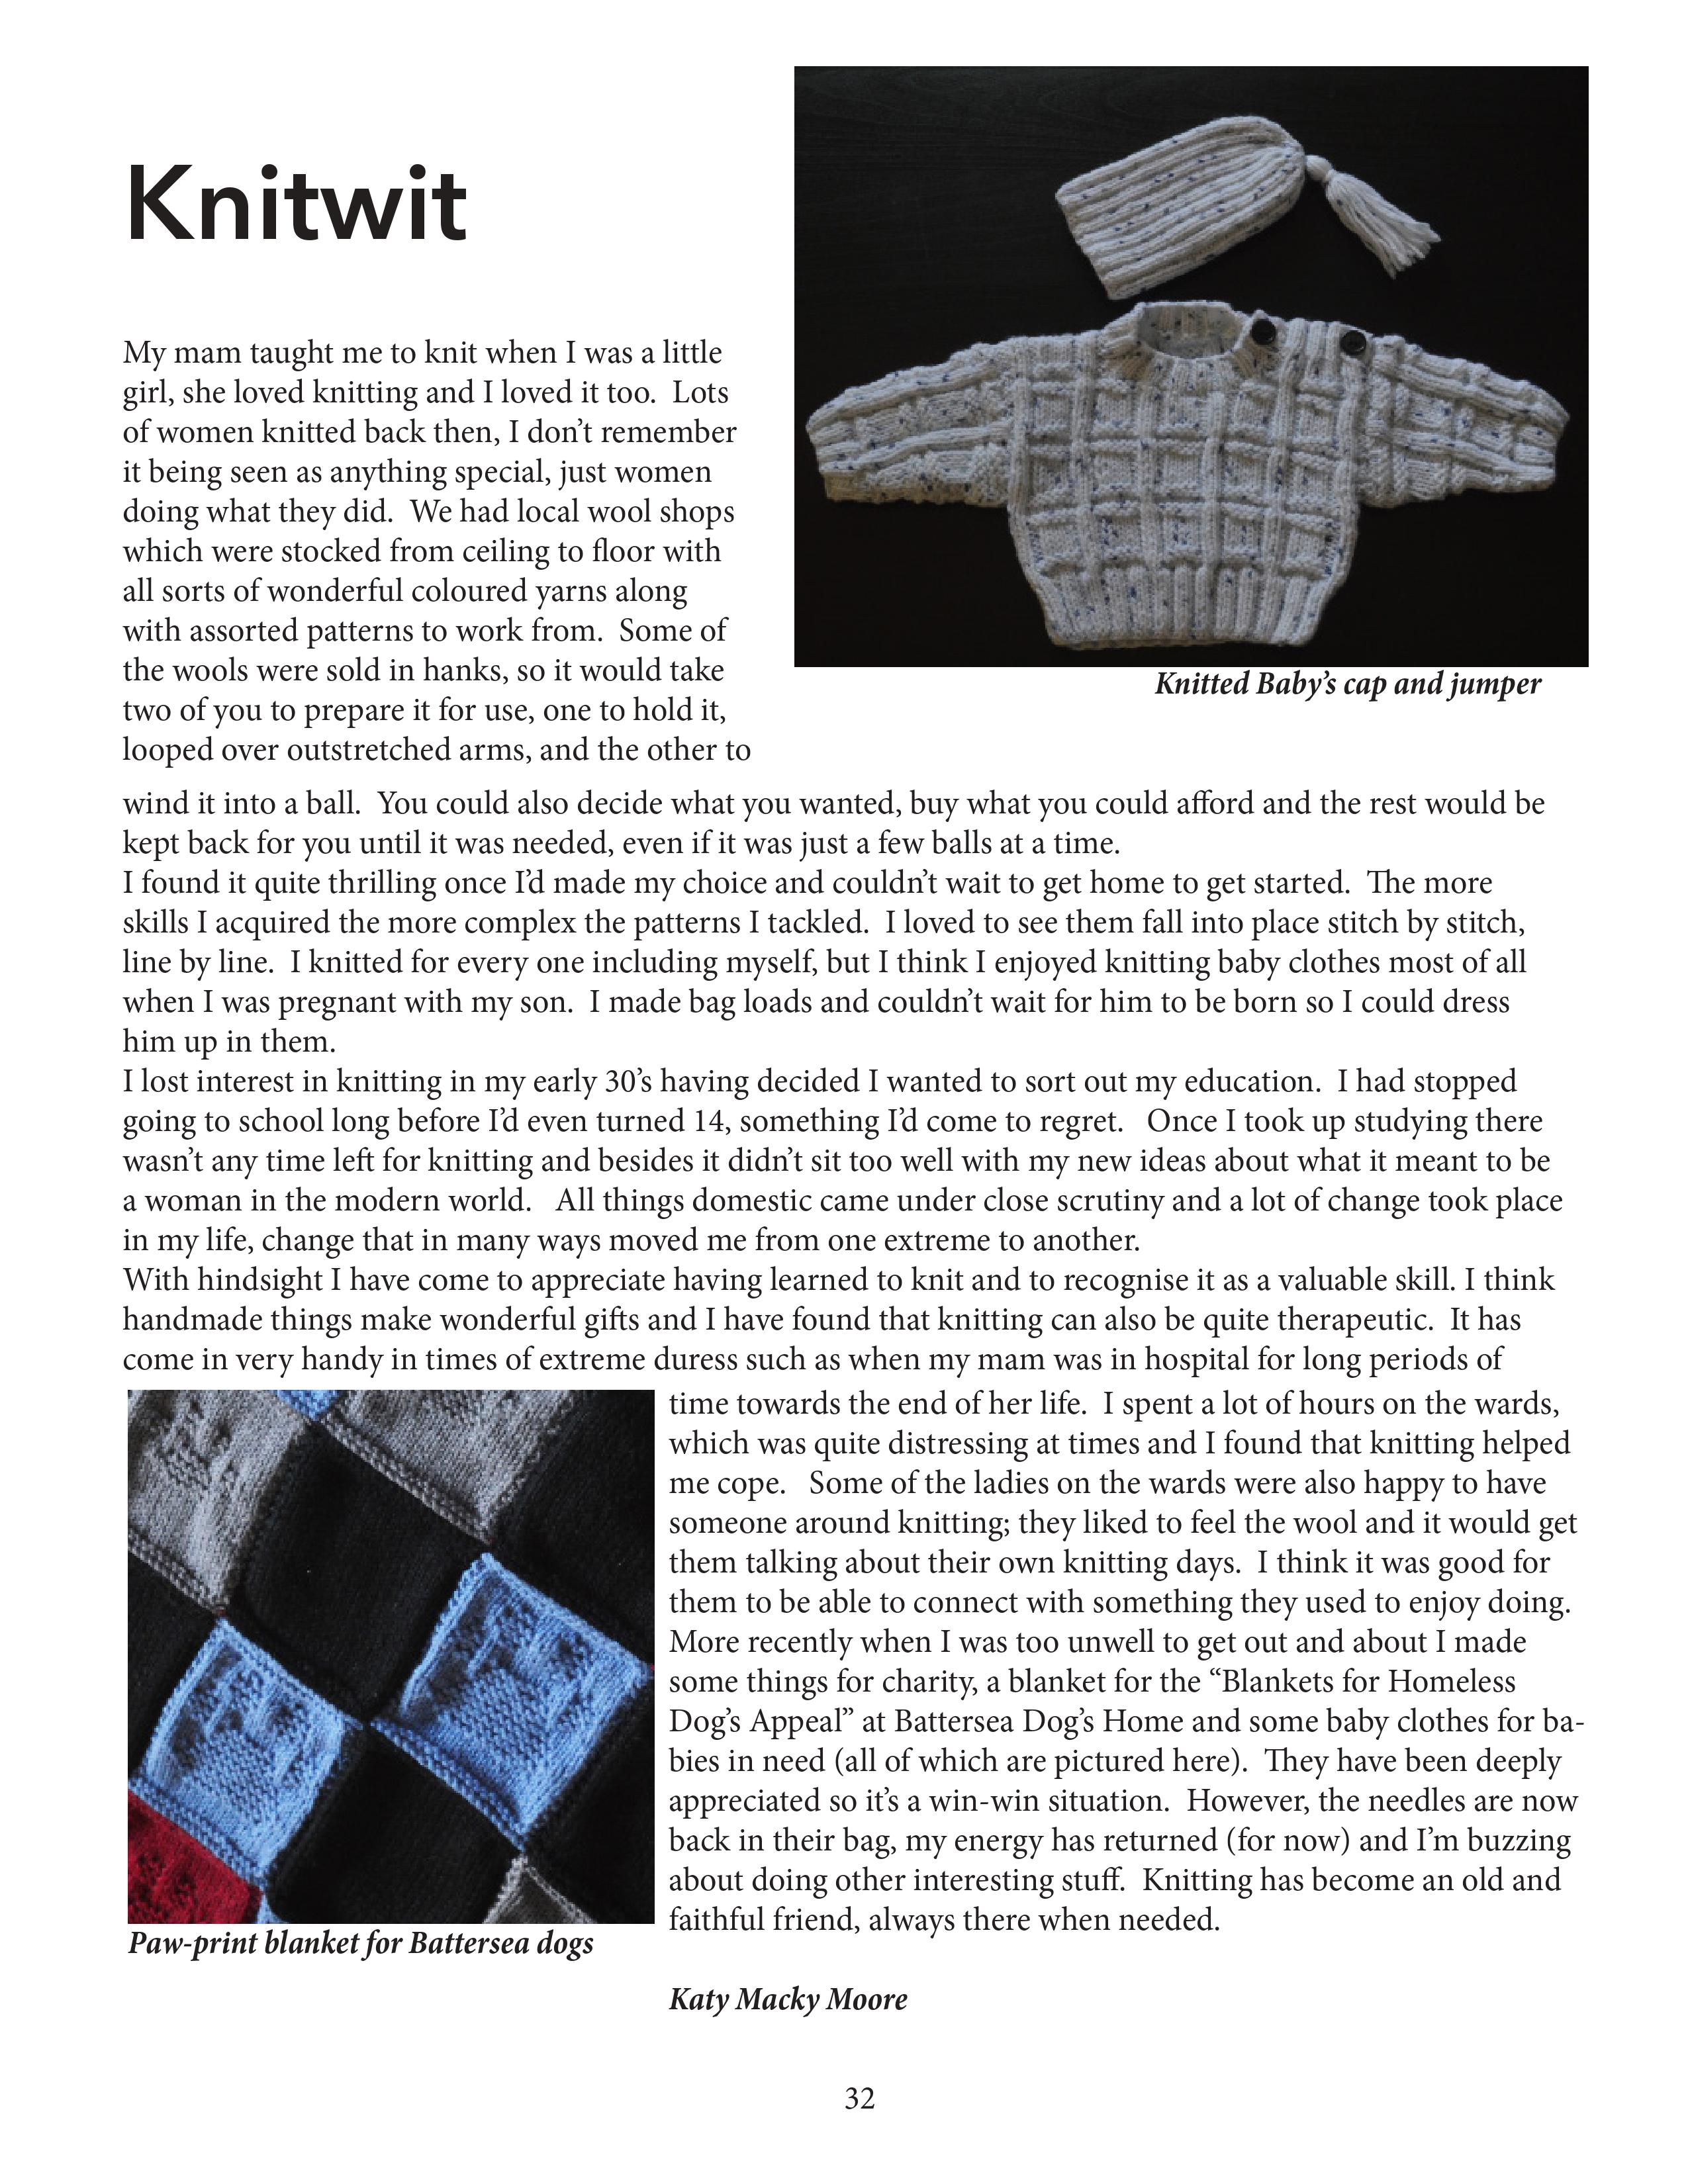 Knitwit
My mam taught me to knit when I was a little
girl, she loved knitting and I loved it too.  Lots
of women knitted back then, I don’t remember
it being seen as anything special, just women
doing what they did.  We had local wool shops
which were stocked from ceiling to floor with
all sorts of wonderful coloured yarns along
with assorted patterns to work from.  Some of
the wools were sold in hanks, so it would take
two of you to prepare it for use, one to hold it,
looped over outstretched arms, and the other to
Knitted Baby’s cap and jumper
wind it into a ball.  You could also decide what you wanted, buy what you could afford and the rest would be
kept back for you until it was needed, even if it was just a few balls at a time.
I found it quite thrilling once I’d made my choice and couldn’t wait to get home to get started.  The more
skills I acquired the more complex the patterns I tackled.  I loved to see them fall into place stitch by stitch,
line by line.  I knitted for every one including myself, but I think I enjoyed knitting baby clothes most of all
when I was pregnant with my son.  I made bag loads and couldn’t wait for him to be born so I could dress
him up in them.
I lost interest in knitting in my early 30’s having decided I wanted to sort out my education.  I had stopped
going to school long before I’d even turned 14, something I’d come to regret.   Once I took up studying there
wasn’t any time left for knitting and besides it didn’t sit too well with my new ideas about what it meant to be
a woman in the modern world.   All things domestic came under close scrutiny and a lot of change took place
in my life, change that in many ways moved me from one extreme to another.
With hindsight I have come to appreciate having learned to knit and to recognise it as a valuable skill. I think
handmade things make wonderful gifts and I have found that knitting can also be quite therapeutic.  It has
come in very handy in times of extreme duress such as when my mam was in hospital for long periods of
time towards the end of her life.  I spent a lot of hours on the wards,
which was quite distressing at times and I found that knitting helped
me cope.   Some of the ladies on the wards were also happy to have
someone around knitting; they liked to feel the wool and it would get
them talking about their own knitting days.  I think it was good for
them to be able to connect with something they used to enjoy doing.
More recently when I was too unwell to get out and about I made
some things for charity, a blanket for the “Blankets for Homeless
Dog’s Appeal” at Battersea Dog’s Home and some baby clothes for ba-
bies in need (all of which are pictured here).  They have been deeply
appreciated so it’s a win-win situation.  However, the needles are now
back in their bag, my energy has returned (for now) and I’m buzzing
about doing other interesting stuff.  Knitting has become an old and
faithful friend, always there when needed.
Paw-print blanket for Battersea dogs
Katy Macky Moore
32